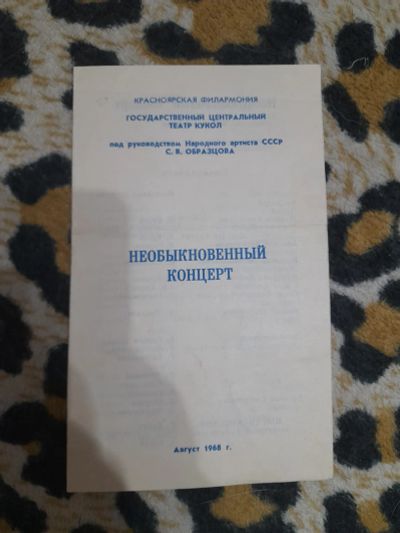 КРАСНОЯРСКАЯ ФИЛАРМОНИЯ
ГОСУДАРСТВЕННЫЙ ЦЕНТРАЛЬНЫЙ
ТЕАТР КУКОЛ
под руководством Народного артиста СССР
С. В. ОБРАЗЦОВА
НЕОБЫКНОВЕННЫЙ
КОНЦЕРТ
Август 1968 г.